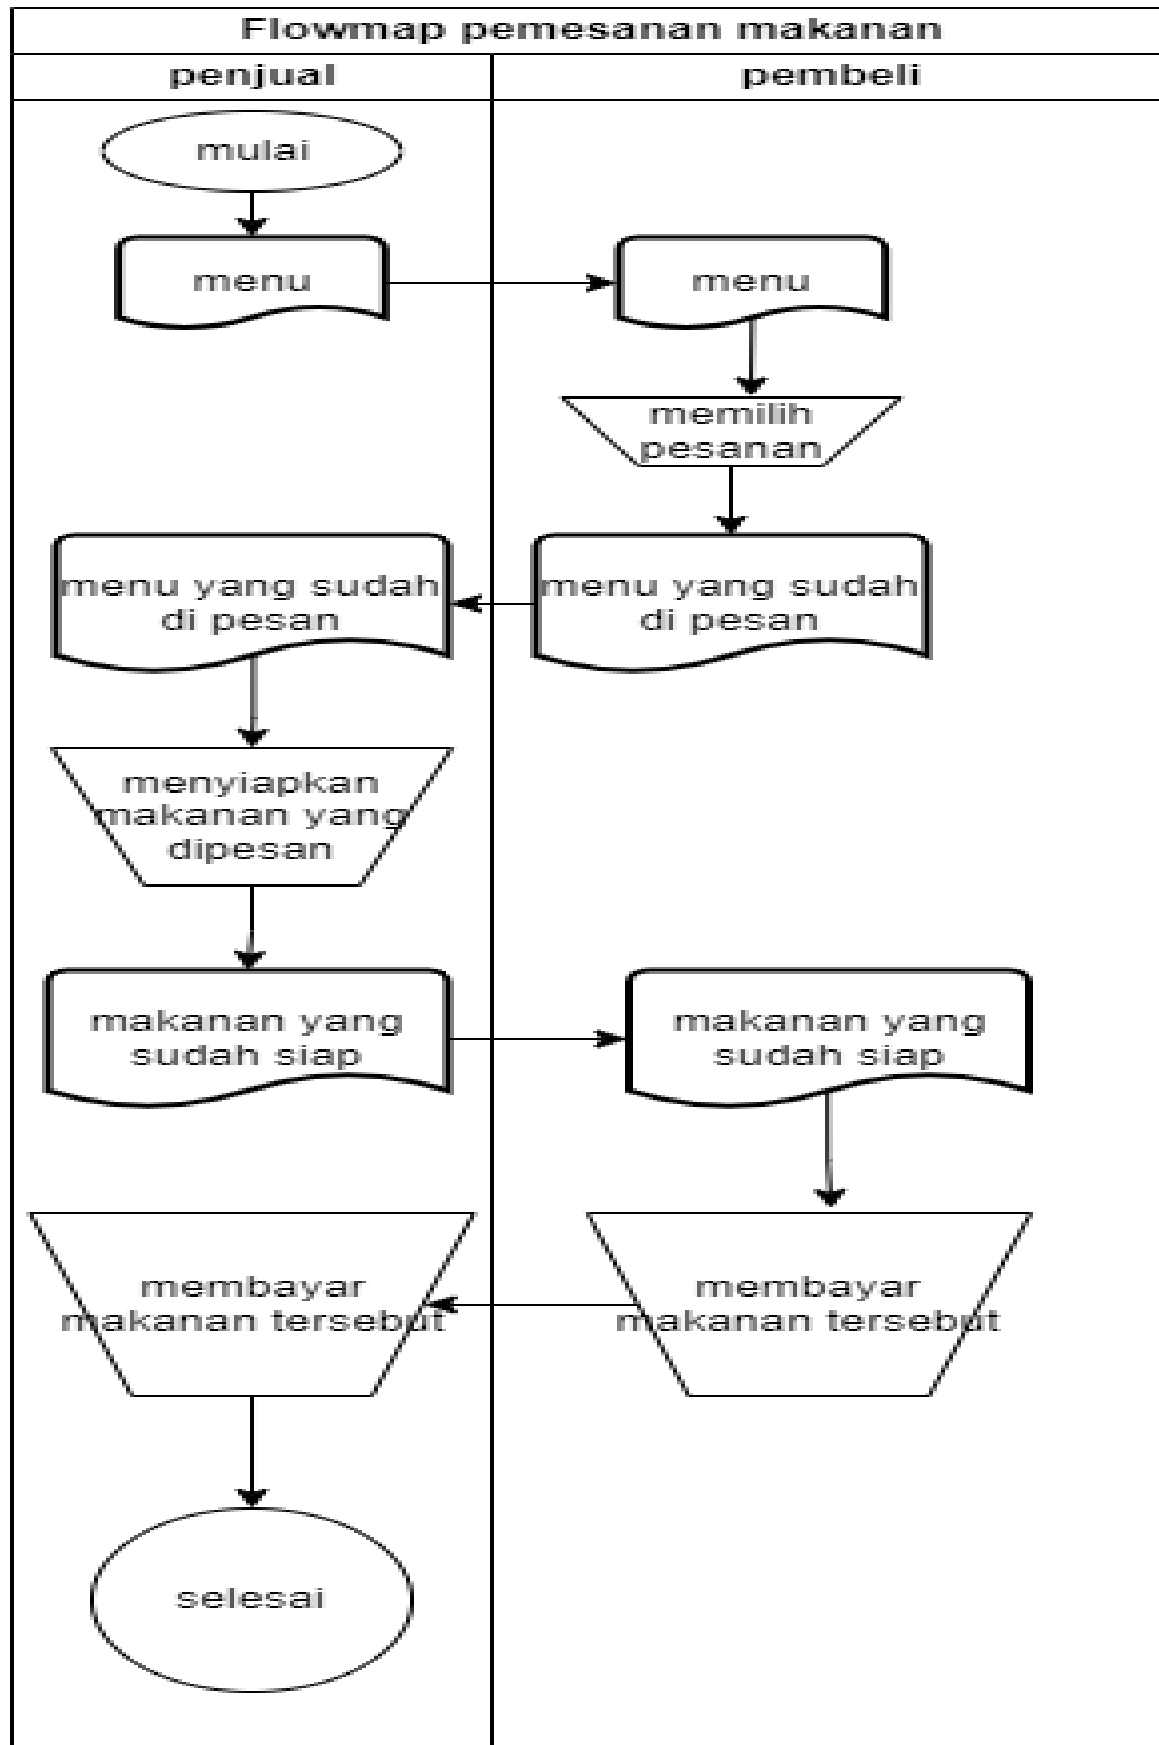 Flowmap pemesanan makanan
penjual
pembeli
mulai
menu
menu
memilih
pesanan
menu yang sudah
di pesan
menu yang sudah
di pesan
menyiapkan
makanan yang
dipesan
makanan yang
sudah siap
makanan yang
sudah siap
membayar
makanan tersebut
membayar
makanan tersebut
selesai